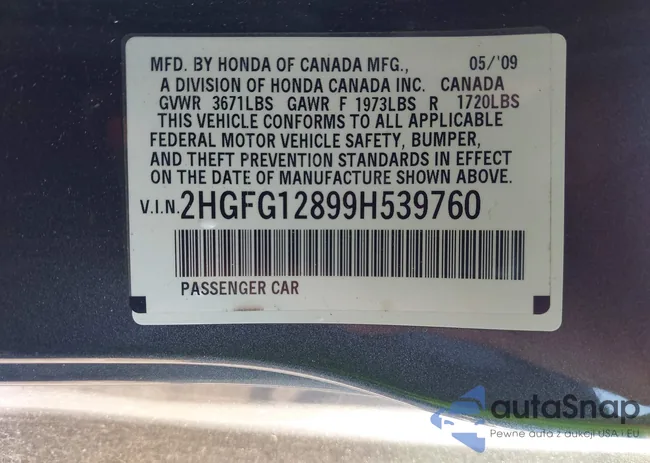 MFD. BY HONDA OF CANADA MFG., 05/'09
A DIVISION OF HONDA CANADA INC. CANADA
GVWR 3671LBS GAWR F 1973LBS R 1720LBS
THIS VEHICLE CONFORMS TO ALL APPLICABLE
FEDERAL MOTOR VEHICLE SAFETY, BUMPER,
AND THEFT PREVENTION STANDARDS IN EFFECT
ON THE DATE OF MANUFACTURE SHOWN ABOVE.
V.I.N. 2HGFG12899H539760
PASSENGER CAR
autaSnap
Pewne auta z aukcji USA i EU